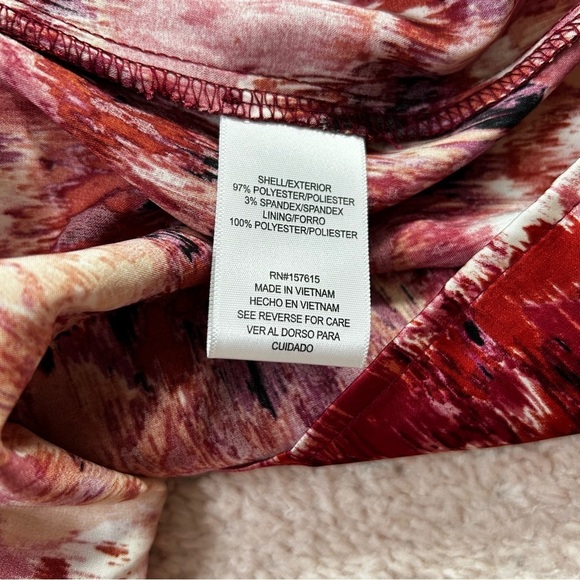 SHELL/EXTERIOR
97% POLYESTER/POLIESTER
3% SPANDEX/SPANDEX
LINING/FORRO
100% POLYESTER/POLIESTER
RN#157615
MADE IN VIETNAM
HECHO EN VIETNAM
SEE REVERSE FOR CARE
VER AL DORSO PARA
CUIDADO